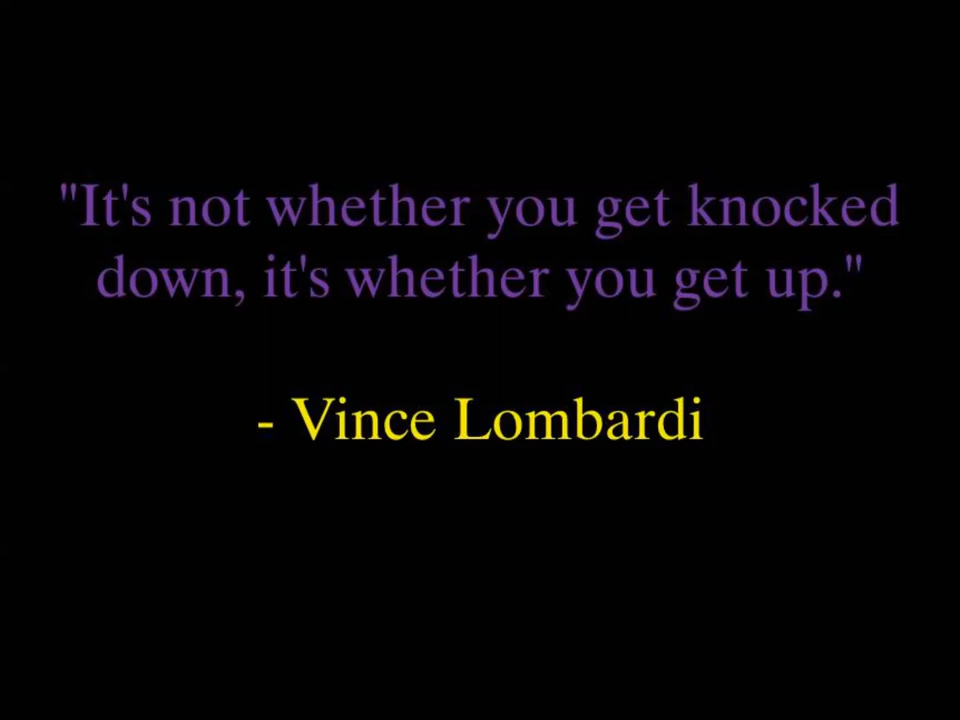 "It's not whether you get knocked
down, it's whether you get up."
- Vince Lombardi